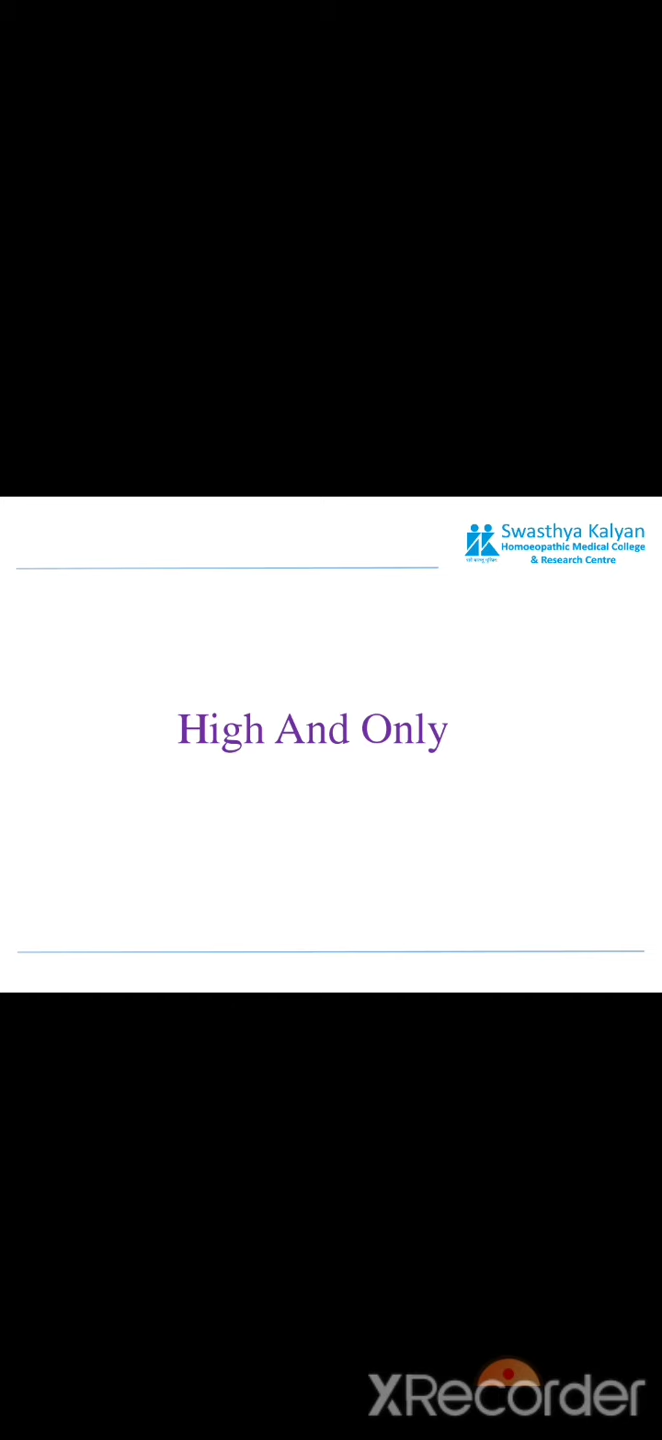 Swasthya Kalyan
Homoeopathic Medical College
& Research Centre
High And Only
XRecorder